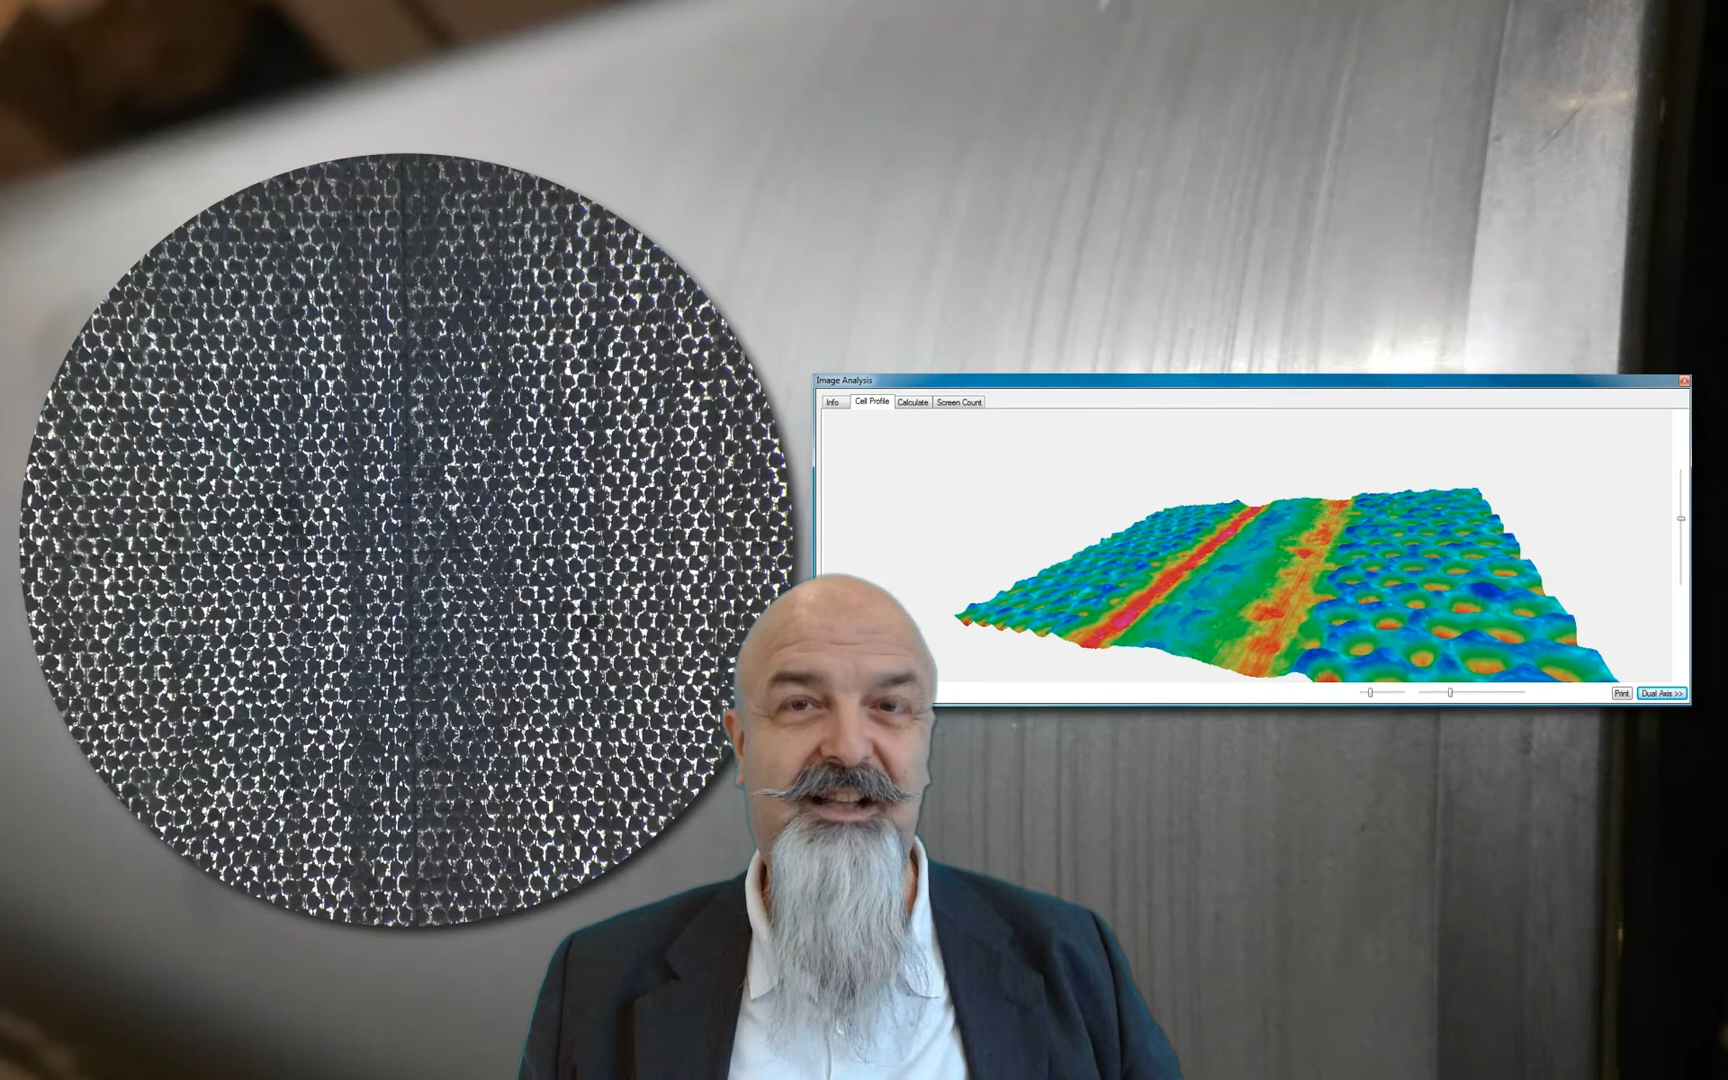 Image Analysis
Info Cell Profile Calculate Screen Count
Print Dual Axis >>